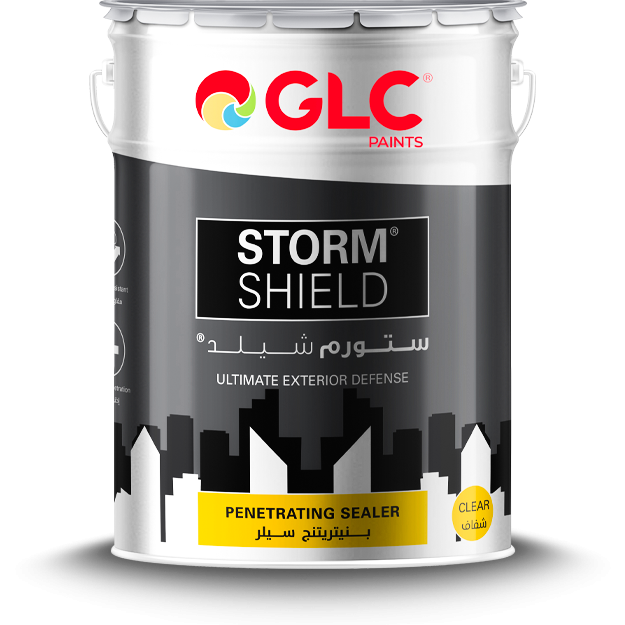 GLC®
PAINTS
STORM®
SHIELD
ستورم شيلد®
ULTIMATE EXTERIOR DEFENSE
PENETRATING SEALER
بنيتريتنج سيلر
CLEAR
شفاف